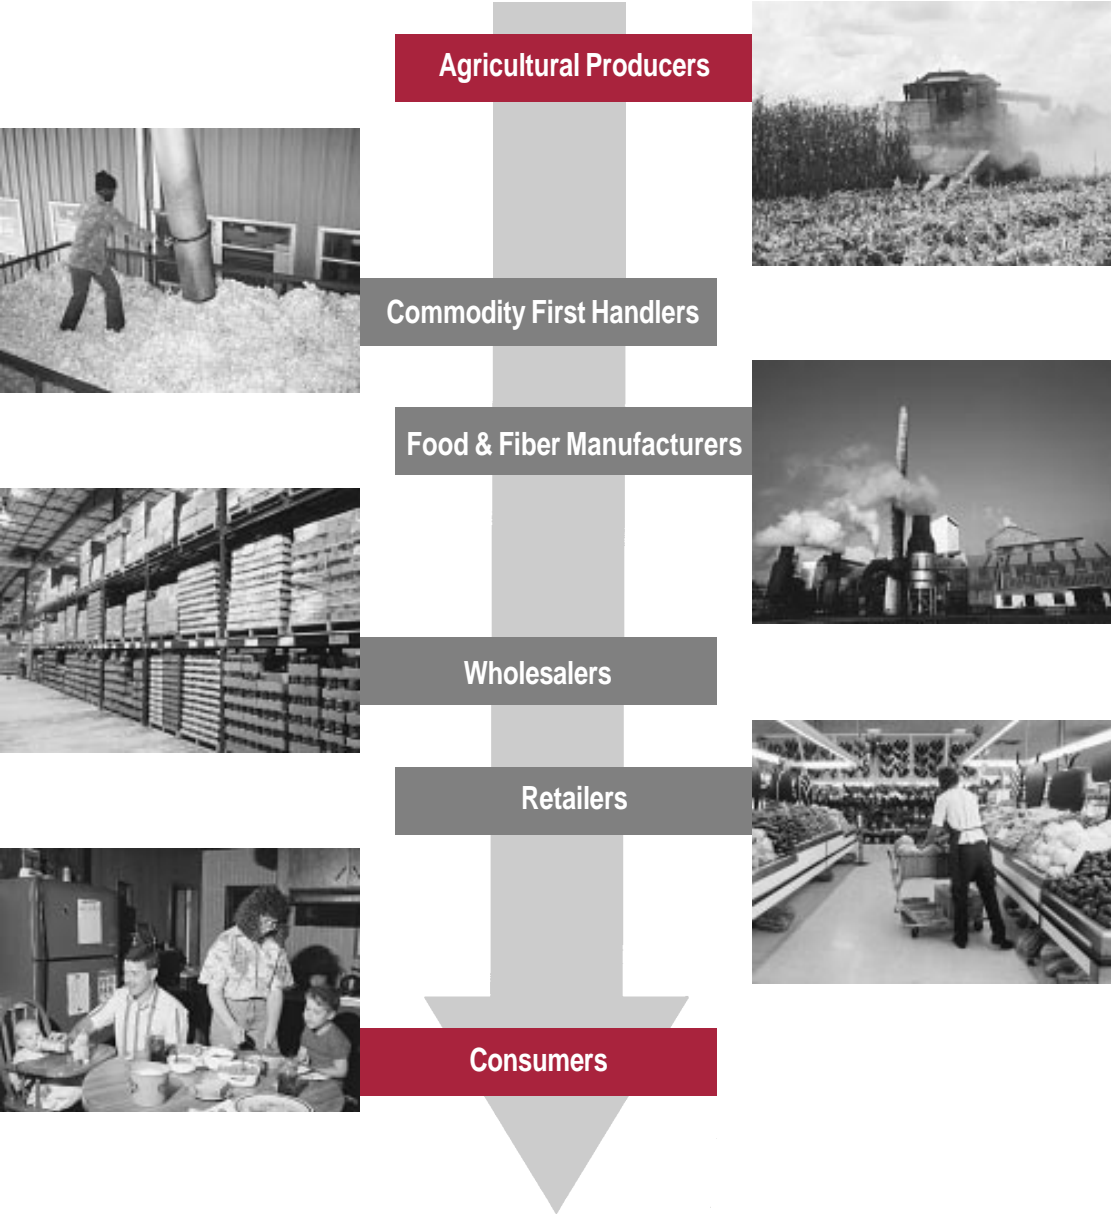 Agricultural Producers
Commodity First Handlers
Food & Fiber Manufacturers
Wholesalers
Retailers
Consumers